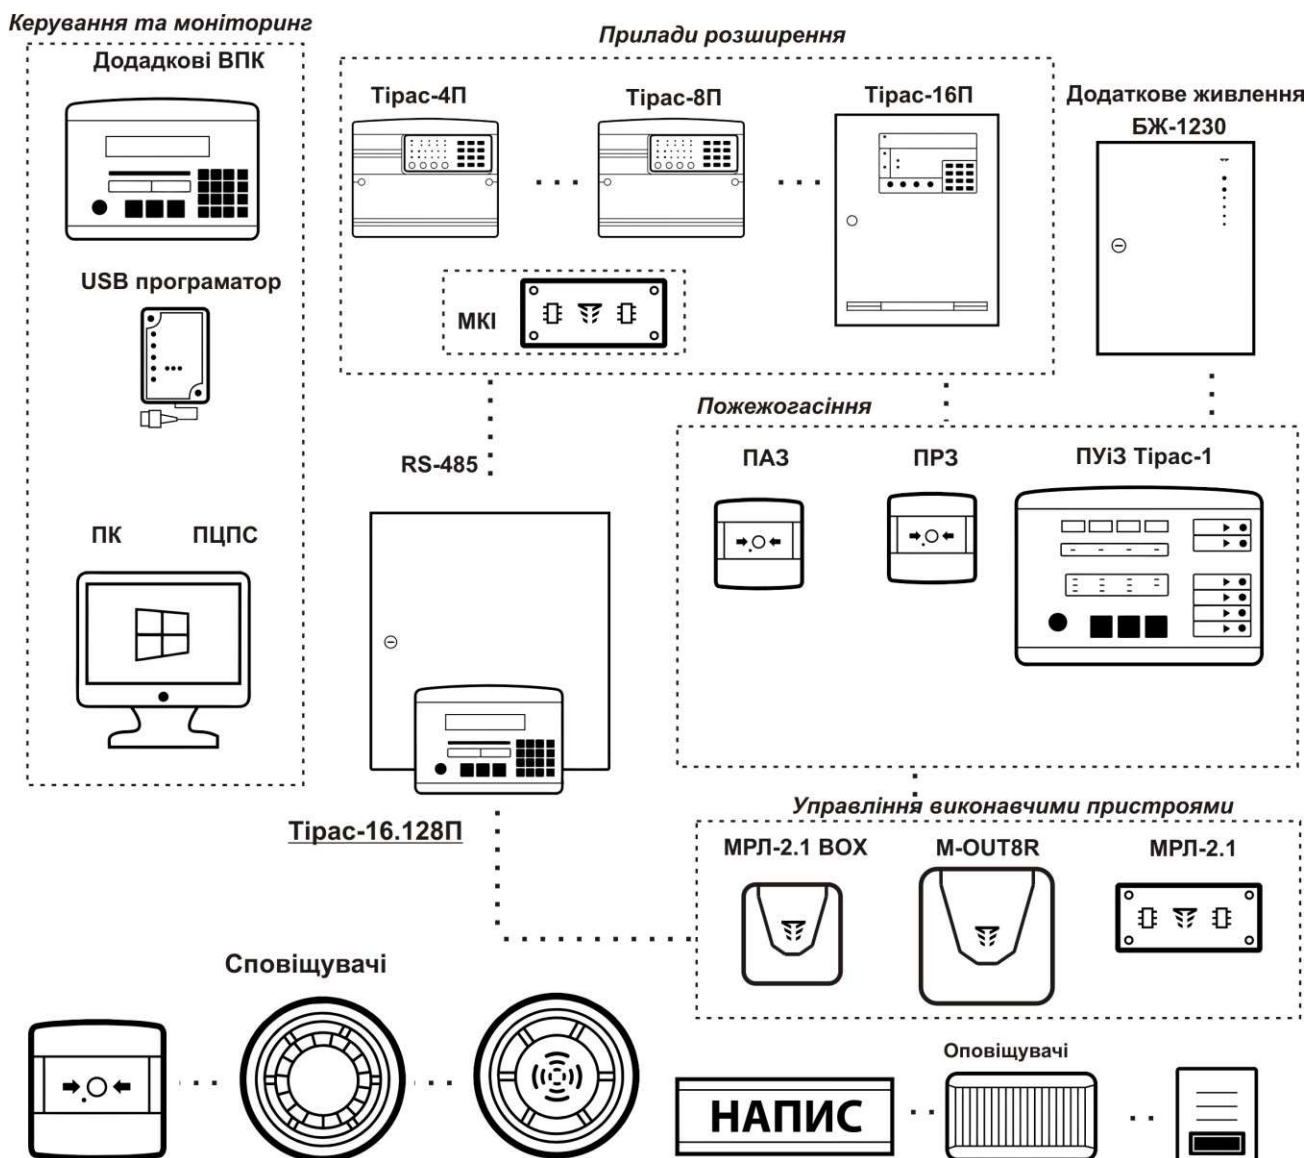 Керування та моніторинг
Додадкові ВПК
USB програматор
ПК ПЦПС
Прилади розширення
Тірас-4П Тірас-8П Тірас-16П
МКІ
Додаткове живлення
БЖ-1230
RS-485
Тірас-16.128П
Пожежогасіння
ПАЗ ПРЗ ПУіЗ Тірас-1
Управління виконавчими пристроями
МРЛ-2.1 BOX M-OUT8R МРЛ-2.1
Сповіщувачі
Оповіщувачі
НАПИС